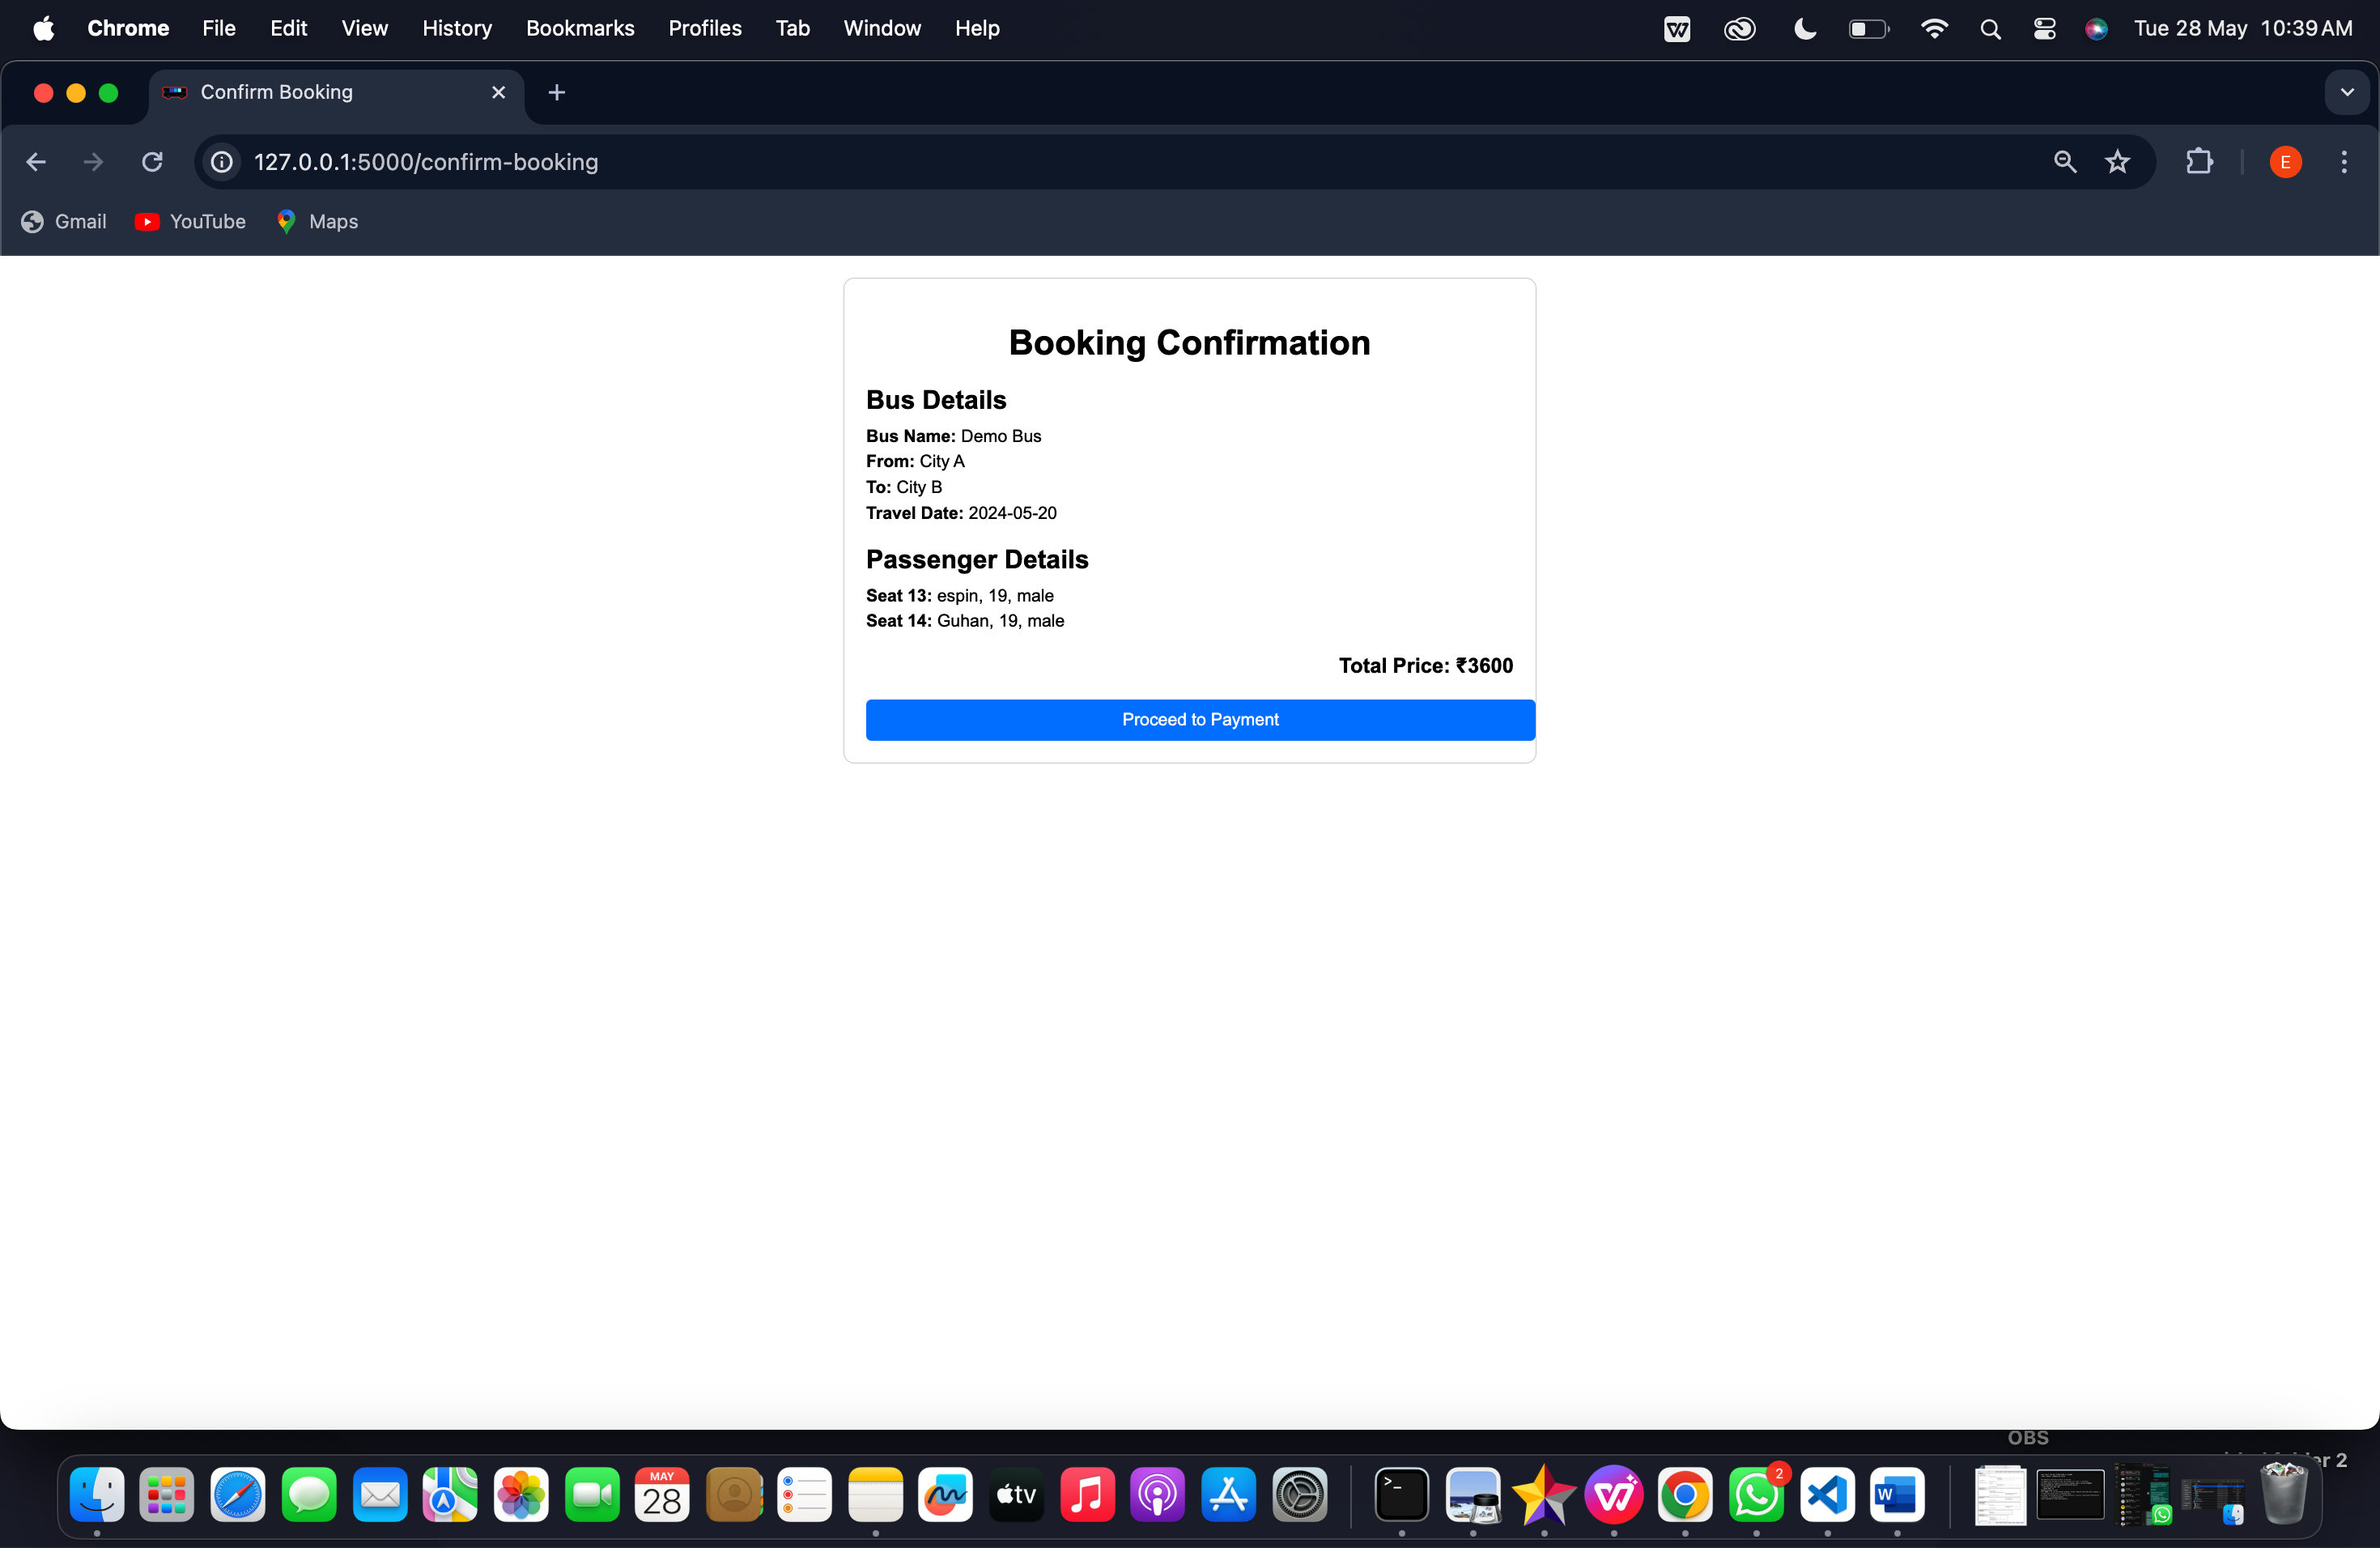 Chrome File Edit View History Bookmarks Profiles Tab Window Help Tue 28 May 10:39 AM
Confirm Booking
127.0.0.1:5000/confirm-booking
E
Gmail YouTube Maps
Booking Confirmation
Bus Details
Bus Name: Demo Bus
From: City A
To: City B
Travel Date: 2024-05-20
Passenger Details
Seat 13: espin, 19, male
Seat 14: Guhan, 19, male
Total Price: ₹3600
Proceed to Payment
OBS
er 2
MAY
28
tv
2
W